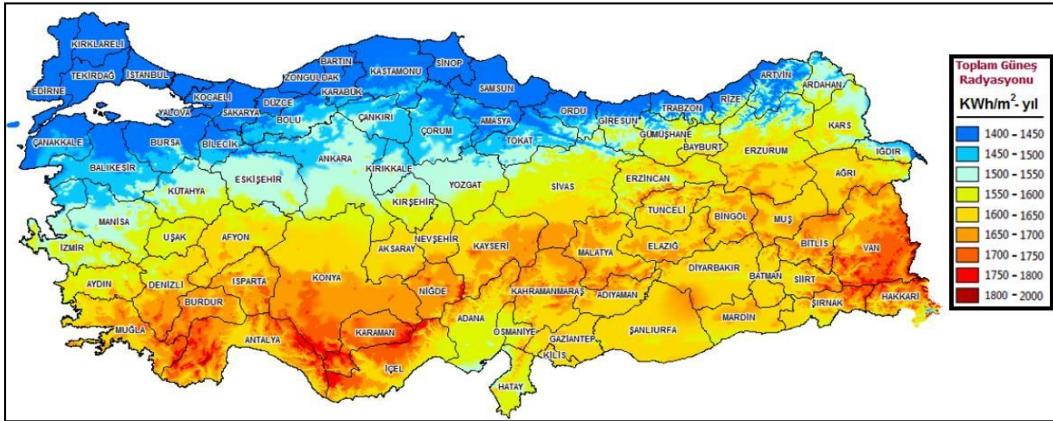 KIRKLARELİ
EDİRNE
TEKİRDAĞ
İSTANBUL
KOCAELİ
YALOVA
SAKARYA
DÜZCE
ZONGULDAK
BARTIN
KARABÜK
KASTAMONU
SİNOP
SAMSUN
BOLU
ÇANKIRI
ÇORUM
AMASYA
TOKAT
ORDU
GİRESUN
TRABZON
RİZE
ARTVİN
ARDAHAN
GÜMÜŞHANE
BAYBURT
KARS
IĞDIR
ERZURUM
AĞRI
ÇANAKKALE
BALIKEŞİR
BURSA
BİLECİK
KÜTAHYA
ESKİŞEHİR
ANKARA
KIRIKKALE
YOZGAT
KIRŞEHİR
SİVAS
ERZİNCAN
TUNCELİ
BİNGÖL
MUŞ
BİTLİS
VAN
MANİSA
İZMİR
UŞAK
AFYON
AKSARAY
NEVŞEHİR
KAYSERİ
MALATYA
ELAZIĞ
DİYARBAKIR
BATMAN
SİİRT
ŞIRNAK
HAKKARİ
AYDIN
DENİZLİ
ISPARTA
BURDUR
KONYA
NİĞDE
KAHRAMANMARAŞ
ADIYAMAN
MARDİN
ŞANLIURFA
MUĞLA
ANTALYA
KARAMAN
İÇEL
ADANA
OSMANİYE
GAZİANTEP
KİLİS
HATAY
Toplam Güneş
Radyasyonu
KWh/m²- yıl
1400 - 1450
1450 - 1500
1500 - 1550
1550 - 1600
1600 - 1650
1650 - 1700
1700 - 1750
1750 - 1800
1800 - 2000